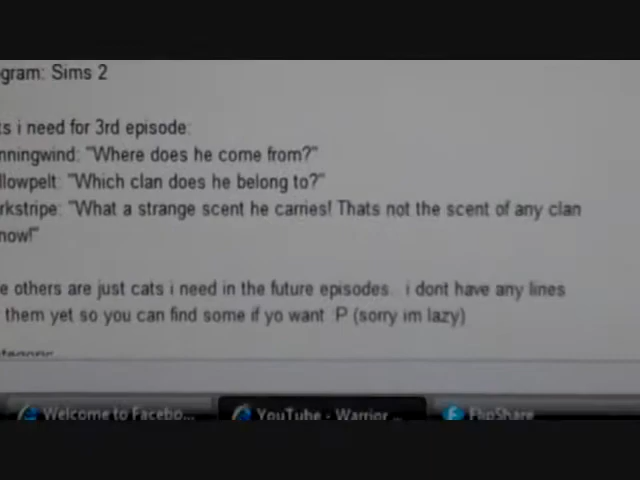 gram: Sims 2
s i need for 3rd episode:
nningwind: "Where does he come from?"
llowpelt: "Which clan does he belong to?"
rkstripe: "What a strange scent he carries! Thats not the scent of any clan
now!"
e others are just cats i need in the future episodes.  i dont have any lines
them yet so you can find some if yo want :P (sorry im lazy)
Welcome to Facebo...
YouTube - Warrior ...
FlipShare